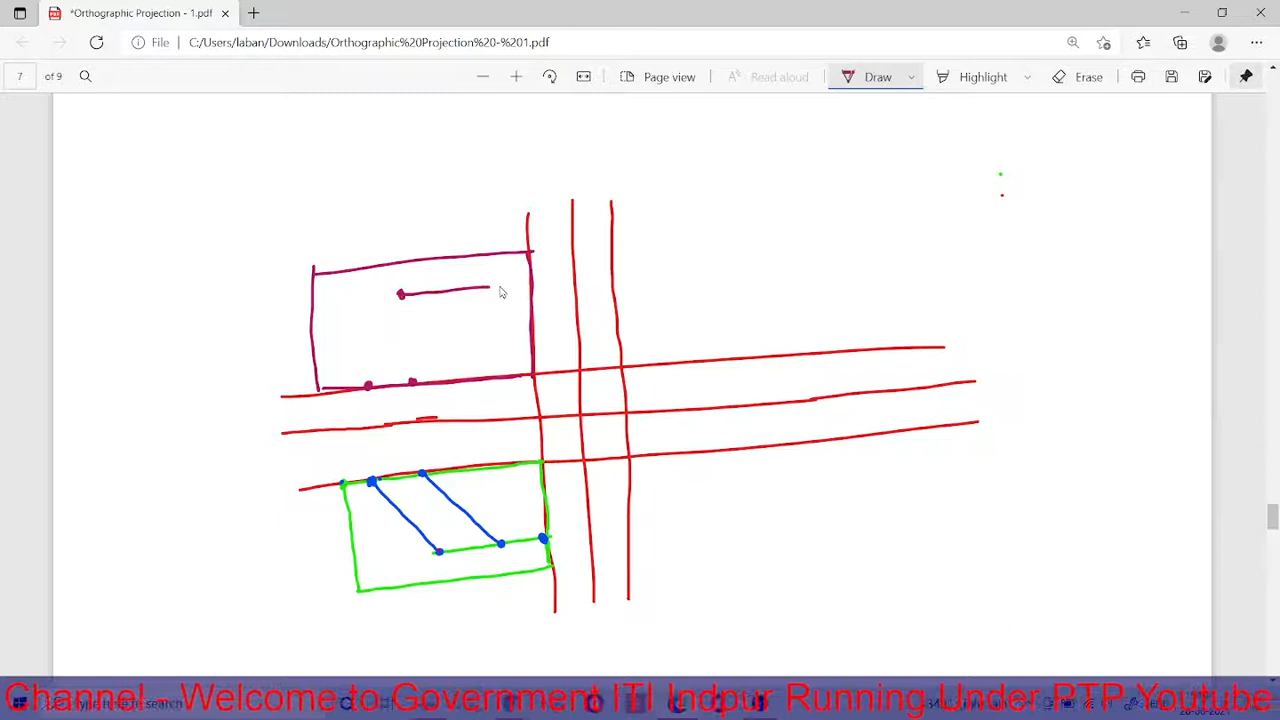 *Orthographic Projection - 1.pdf
File C:/Users/laban/Downloads/Orthographic%20Projection%20-%201.pdf
7 of 9 Page view Read aloud Draw Highlight Erase
Channel - Welcome to Government ITI Indpur Running Under PTP Youtube